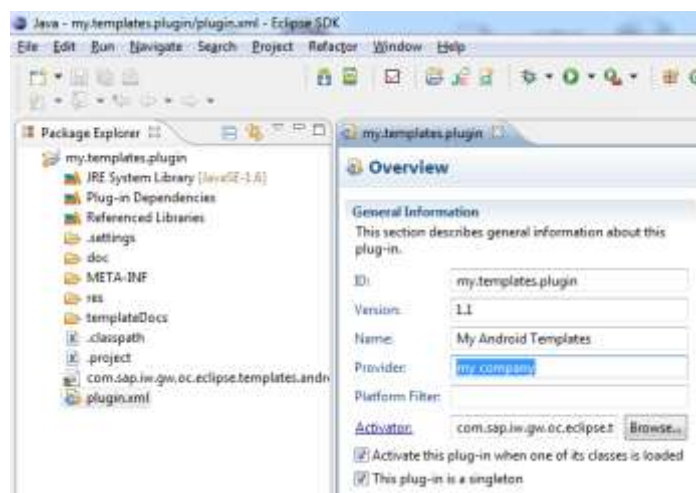 Java - my.templates.plugin/plugin.xml - Eclipse SDK
File Edit Run Navigate Search Project Refactor Window Help
Package Explorer
my.templates.plugin
JRE System Library [JavaSE-1.6]
Plug-in Dependencies
Referenced Libraries
.settings
doc
META-INF
res
templateDocs
.classpath
.project
com.sap.iw.gw.oc.eclipse.templates.andr
plugin.xml
my.templates.plugin
Overview
General Information
This section describes general information about this
plug-in.
ID: my.templates.plugin
Version: 1.1
Name: My Android Templates
Provider: my company
Platform Filter:
Activator: com.sap.iw.gw.oc.eclipse.t Browse...
Activate this plug-in when one of its classes is loaded
This plug-in is a singleton